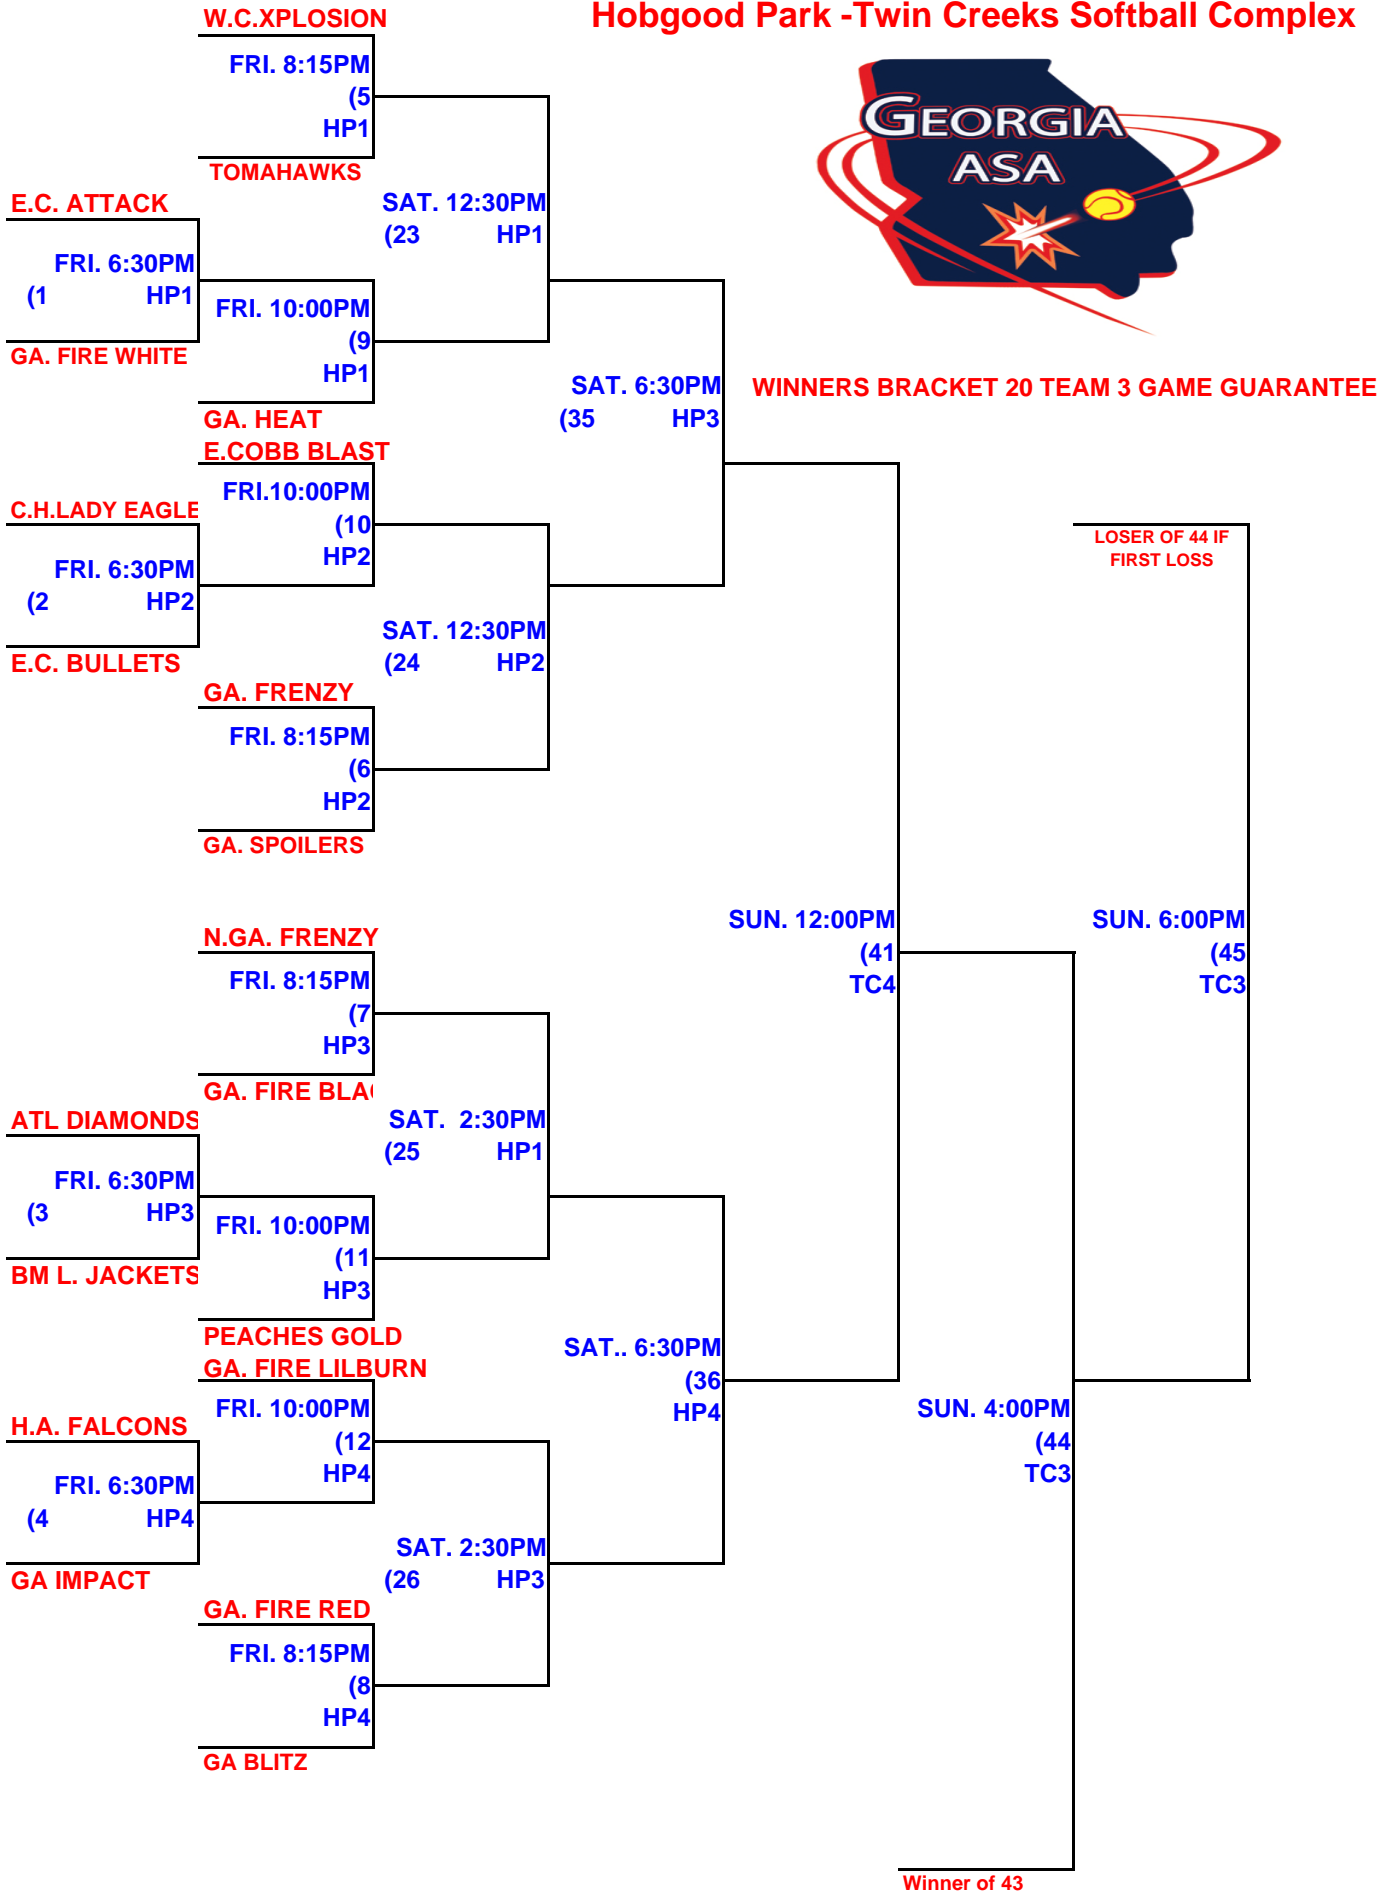 W.C.XPLOSION
Hobgood Park -Twin Creeks Softball Complex
FRI. 8:15PM
(5
HP1
TOMAHAWKS
GEORGIA
ASA
E.C. ATTACK
SAT. 12:30PM
(23 HP1
FRI. 6:30PM
(1 HP1
GA. FIRE WHITE
FRI. 10:00PM
(9
HP1
GA. HEAT
SAT. 6:30PM
(35 HP3
WINNERS BRACKET 20 TEAM 3 GAME GUARANTEE
E.COBB BLAST
FRI.10:00PM
(10
HP2
C.H.LADY EAGLE
FRI. 6:30PM
(2 HP2
E.C. BULLETS
LOSER OF 44 IF
FIRST LOSS
SAT. 12:30PM
(24 HP2
GA. FRENZY
FRI. 8:15PM
(6
HP2
GA. SPOILERS
SUN. 12:00PM
(41
TC4
SUN. 6:00PM
(45
TC3
N.GA. FRENZY
FRI. 8:15PM
(7
HP3
GA. FIRE BLA
ATL DIAMONDS
SAT. 2:30PM
(25 HP1
FRI. 6:30PM
(3 HP3
BM L. JACKETS
FRI. 10:00PM
(11
HP3
PEACHES GOLD
GA. FIRE LILBURN
SAT.. 6:30PM
(36
HP4
FRI. 10:00PM
(12
HP4
H.A. FALCONS
FRI. 6:30PM
(4 HP4
GA IMPACT
SUN. 4:00PM
(44
TC3
SAT. 2:30PM
(26 HP3
GA. FIRE RED
FRI. 8:15PM
(8
HP4
GA BLITZ
Winner of 43